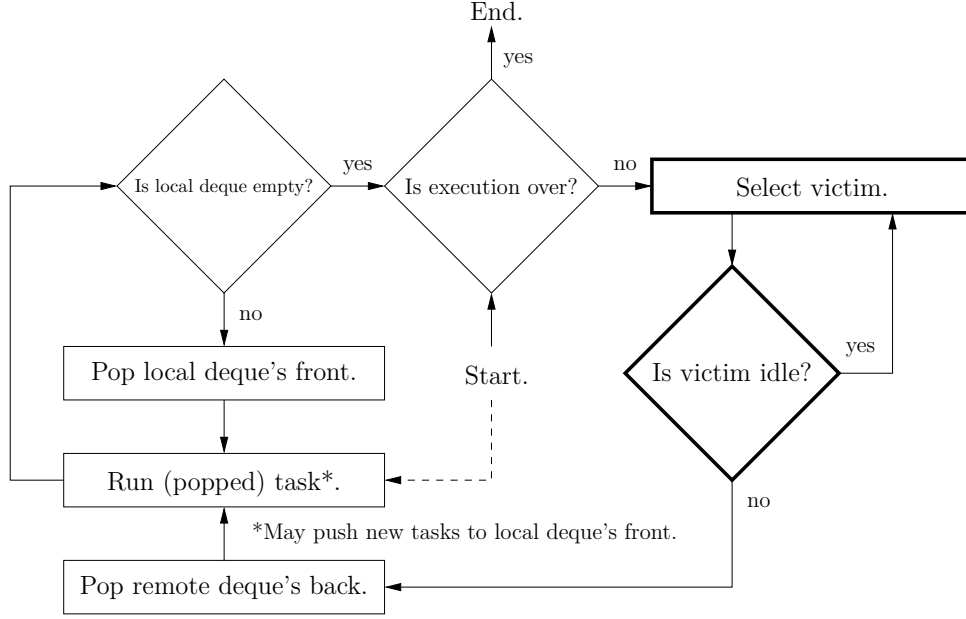 End.
yes
Is local deque empty?
yes
Is execution over?
no
Select victim.
no
yes
Pop local deque's front.
Start.
Is victim idle?
Run (popped) task*.
no
*May push new tasks to local deque's front.
Pop remote deque's back.